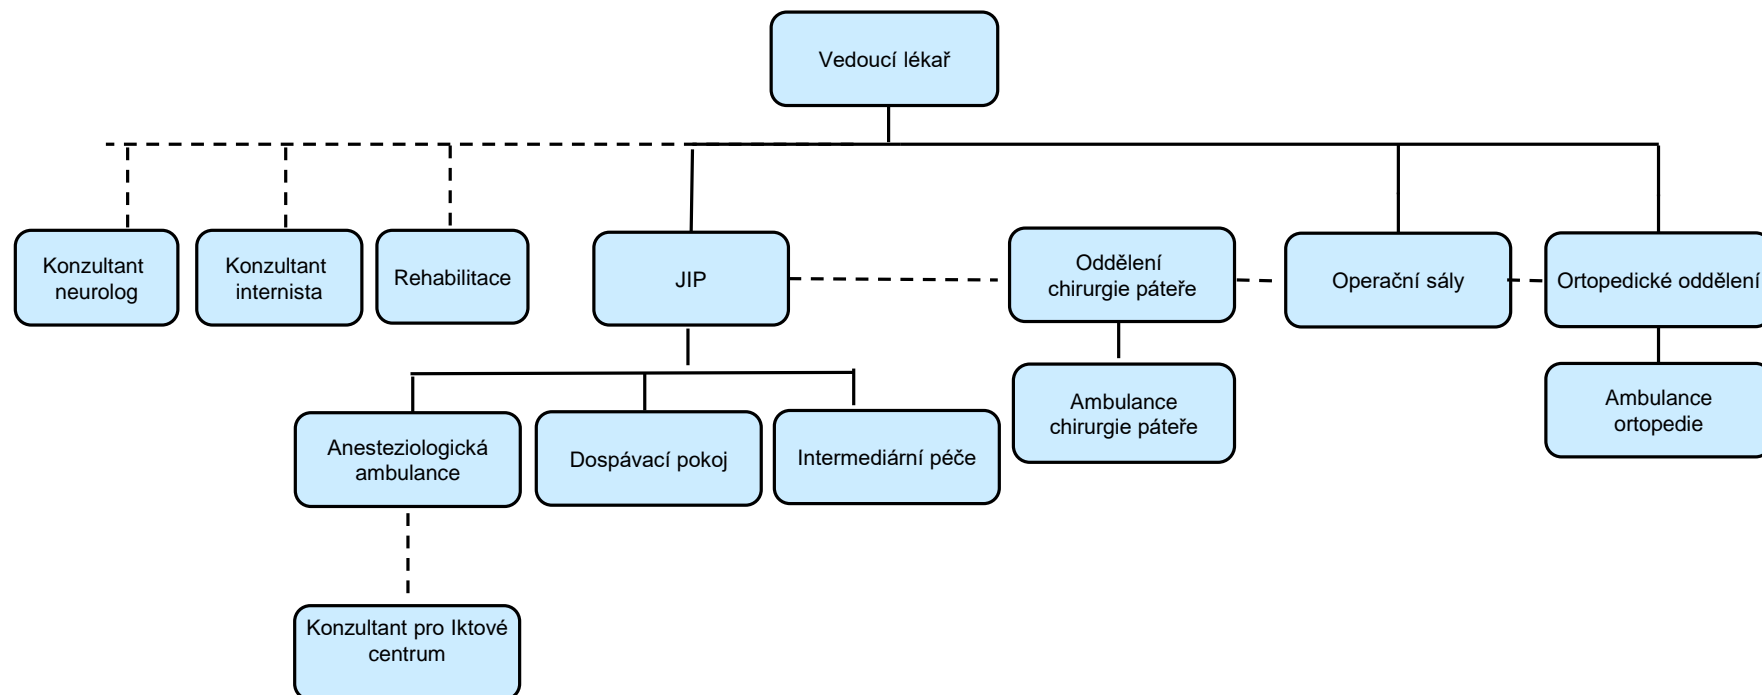 Vedoucí lékař
Konzultant
neurolog
Konzultant
internista
Rehabilitace
JIP
Oddělení
chirurgie páteře
Operační sály
Ortopedické oddělení
Anesteziologická
ambulance
Dospávací pokoj
Intermediární péče
Ambulance
chirurgie páteře
Ambulance
ortopedie
Konzultant pro Iktové
centrum